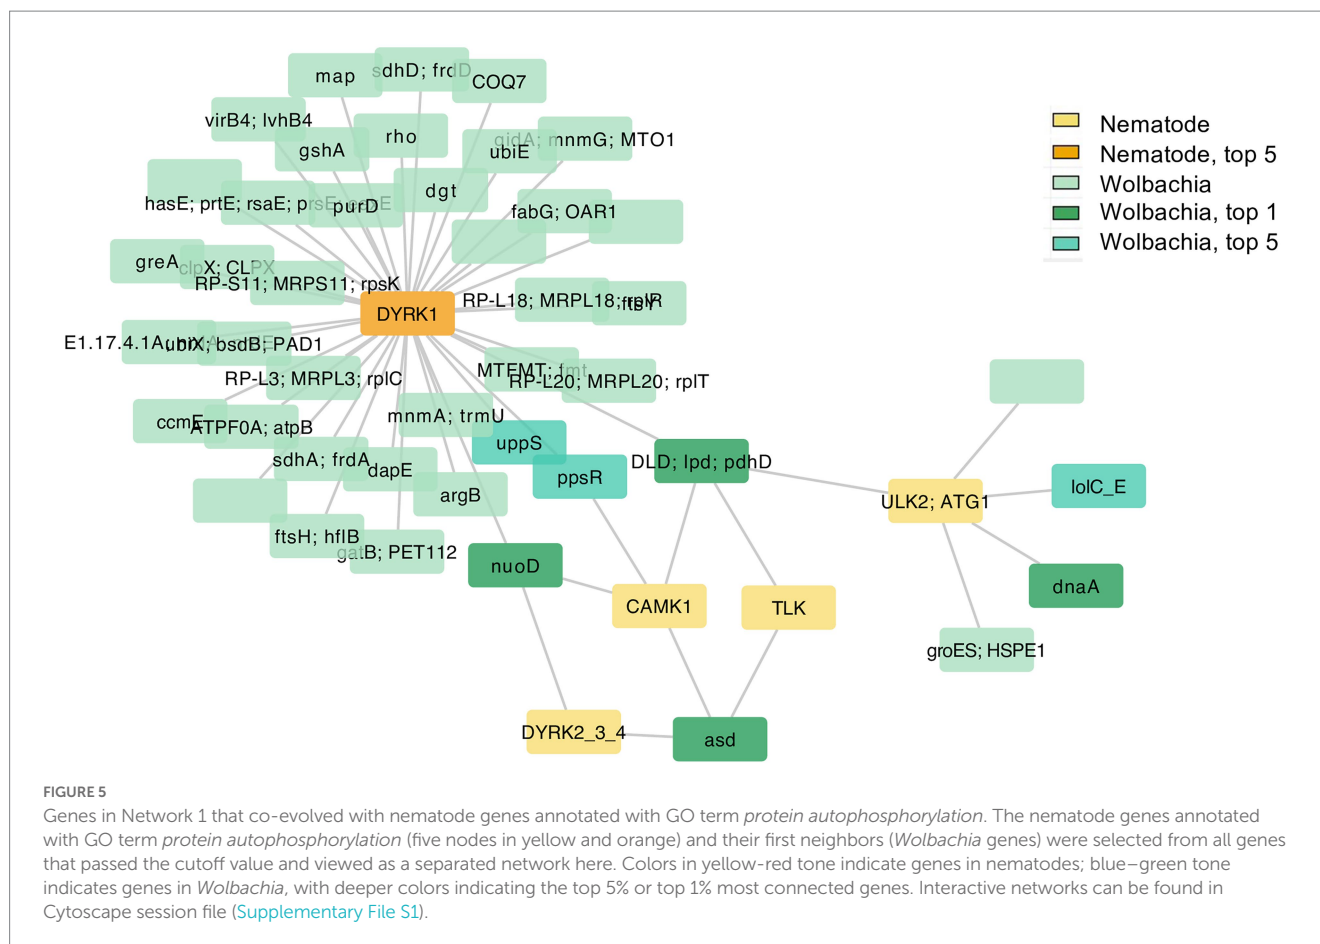 map
sdhD; frdD
COQ7
virB4; lvhB4
gshA
rho
gidA; mnmG; MTO1
ubiE
dgt
hasE; prtE; rsaE; prsE;
purD
fabG; OAR1
greA
clpX; CLPX
RP-S11; MRPS11; rpsK
DYRK1
RP-L18; MRPL18; rplR
ftsY
E1.17.4.1A;
ubiX; bsdB; PAD1
MTFMT; fmt
RP-L20; MRPL20; rplT
RP-L3; MRPL3; rplC
ccmE
ATPF0A; atpB
mnmA; trmU
uppS
sdhA; frdA
dapE
ppsR
DLD; lpd; pdhD
argB
ULK2; ATG1
lolC_E
ftsH; hflB
gatB; PET112
nuoD
CAMK1
TLK
dnaA
groES; HSPE1
DYRK2_3_4
asd
Nematode
Nematode, top 5
Wolbachia
Wolbachia, top 1
Wolbachia, top 5
FIGURE 5
Genes in Network 1 that co-evolved with nematode genes annotated with GO term protein autophosphorylation. The nematode genes annotated
with GO term protein autophosphorylation (five nodes in yellow and orange) and their first neighbors (Wolbachia genes) were selected from all genes
that passed the cutoff value and viewed as a separated network here. Colors in yellow-red tone indicate genes in nematodes; blue–green tone
indicates genes in Wolbachia, with deeper colors indicating the top 5% or top 1% most connected genes. Interactive networks can be found in
Cytoscape session file (Supplementary File S1).